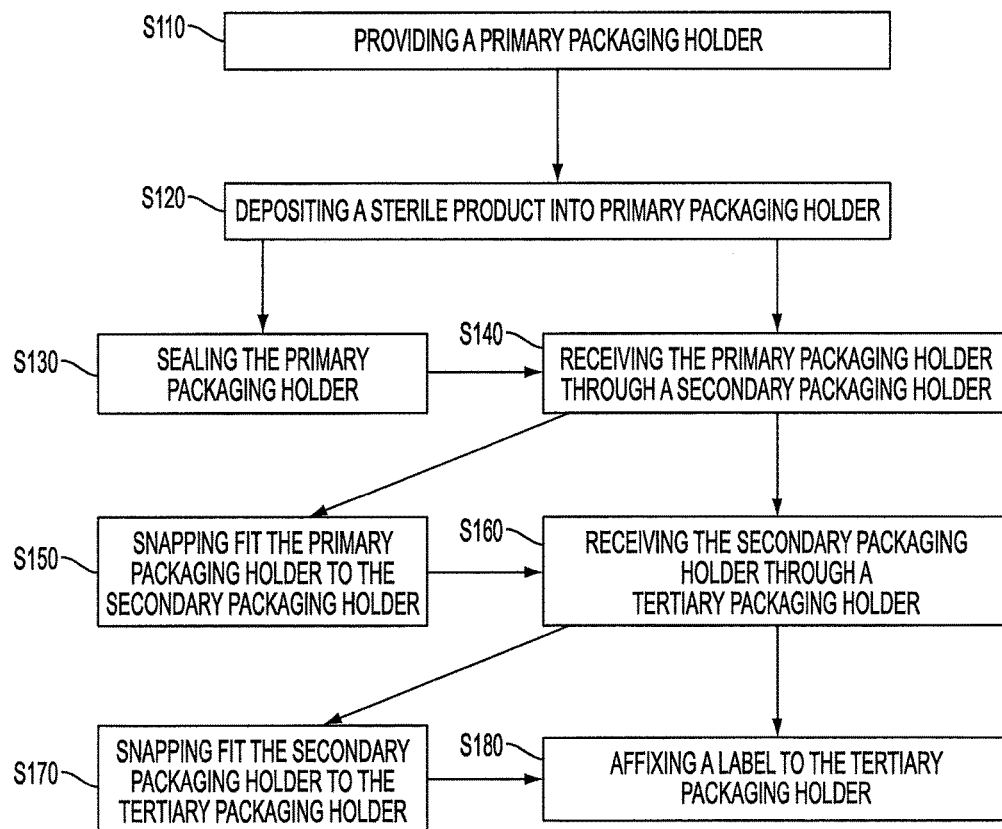 S110
PROVIDING A PRIMARY PACKAGING HOLDER
S120
DEPOSITING A STERILE PRODUCT INTO PRIMARY PACKAGING HOLDER
S130
SEALING THE PRIMARY
PACKAGING HOLDER
S140
RECEIVING THE PRIMARY PACKAGING HOLDER
THROUGH A SECONDARY PACKAGING HOLDER
S150
SNAPPING FIT THE PRIMARY
PACKAGING HOLDER TO THE
SECONDARY PACKAGING HOLDER
S160
RECEIVING THE SECONDARY PACKAGING
HOLDER THROUGH A
TERTIARY PACKAGING HOLDER
S170
SNAPPING FIT THE SECONDARY
PACKAGING HOLDER TO THE
TERTIARY PACKAGING HOLDER
S180
AFFIXING A LABEL TO THE TERTIARY
PACKAGING HOLDER